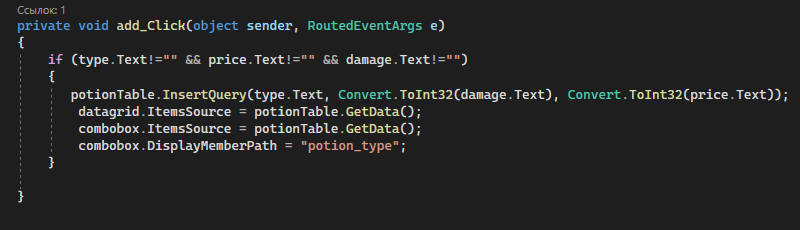 Ссылок: 1
private void add_Click(object sender, RoutedEventArgs e)
{
if (type.Text!="" && price.Text!="" && damage.Text!="")
{
potionTable.InsertQuery(type.Text, Convert.ToInt32(damage.Text), Convert.ToInt32(price.Text));
datagrid.ItemsSource = potionTable.GetData();
combobox.ItemsSource = potionTable.GetData();
combobox.DisplayMemberPath = "potion_type";
}
}